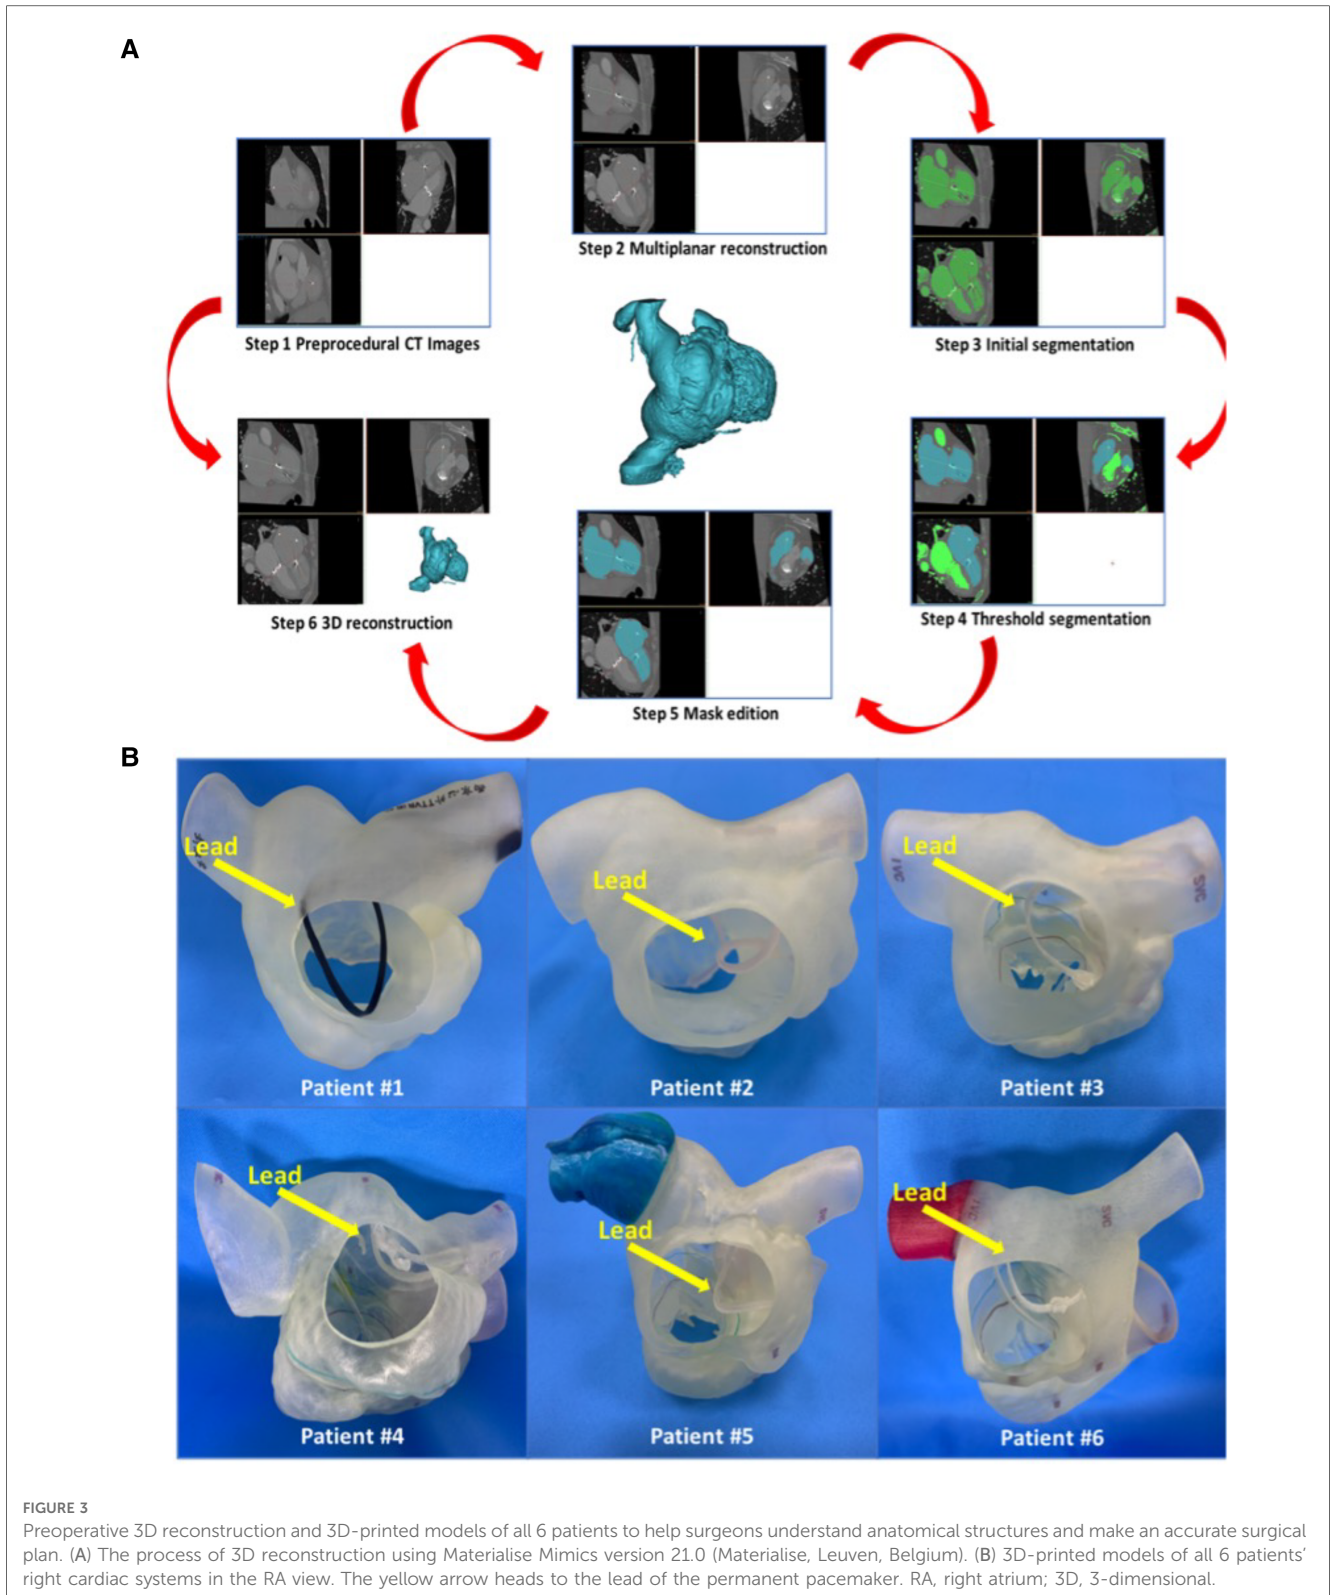 A
Step 1 Preprocedural CT Images
Step 2 Multiplanar reconstruction
Step 3 Initial segmentation
Step 4 Threshold segmentation
Step 5 Mask edition
Step 6 3D reconstruction
B
Lead
Patient #1
Lead
Patient #2
Lead
IVC
SVC
Patient #3
Lead
Patient #4
Lead
SVC
Patient #5
Lead
IVC
SVC
Patient #6
FIGURE 3
Preoperative 3D reconstruction and 3D-printed models of all 6 patients to help surgeons understand anatomical structures and make an accurate surgical
plan. (A) The process of 3D reconstruction using Materialise Mimics version 21.0 (Materialise, Leuven, Belgium). (B) 3D-printed models of all 6 patients'
right cardiac systems in the RA view. The yellow arrow heads to the lead of the permanent pacemaker. RA, right atrium; 3D, 3-dimensional.